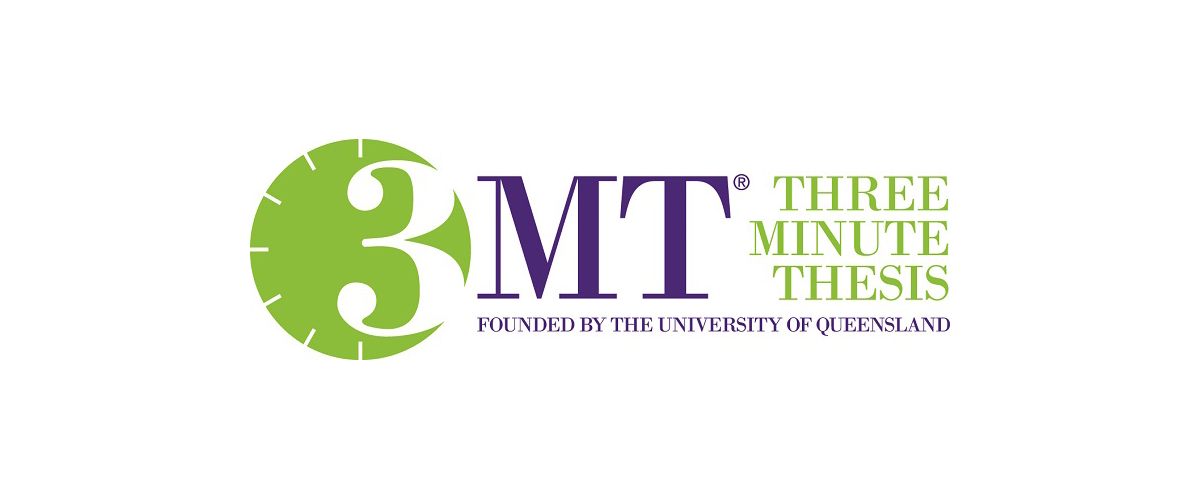 3MT®
THREE
MINUTE
THESIS
FOUNDED BY THE UNIVERSITY OF QUEENSLAND